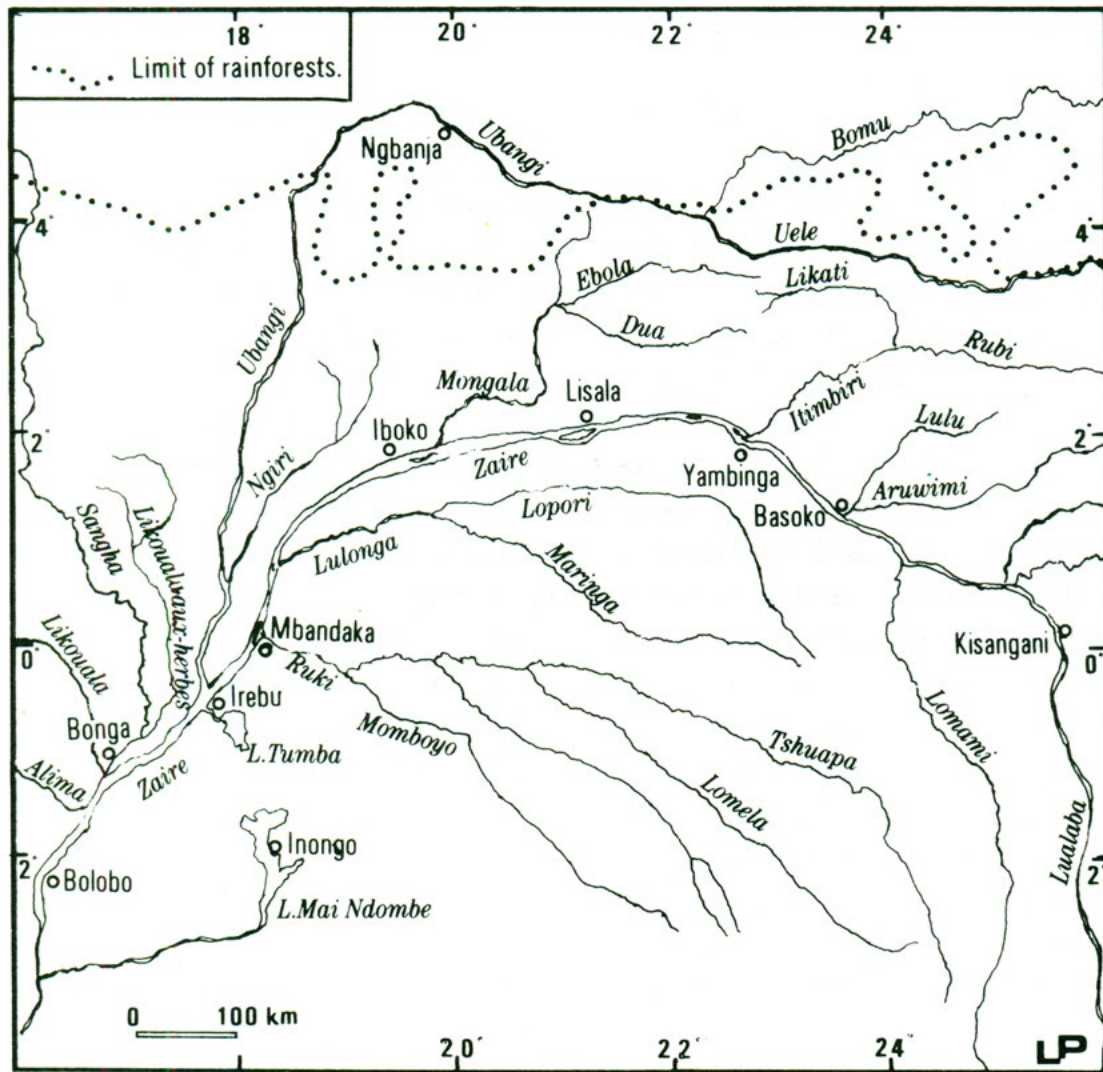 18°
20°
22°
24°
Limit of rainforests.
Bomu
Ngbanja
Ubangi
4°
4°
Uele
Ebola
Likati
Ubangi
Dua
Rubi
Mongala
Lisala
Itimbiri
2°
Iboko
Lulu
2°
Ngiri
Zaire
Yambinga
Aruwimi
Basoko
Lopori
Sangha
Likouala-aux-herbes
Lulonga
Maringa
Likouala
0°
Mbandaka
Kisangani
0°
Ruki
Irebu
Bonga
Momboyo
Lomami
L.Tumba
Tshuapa
Alima
Zaire
Lomela
Lualaba
2°
Inongo
2°
Bolobo
L.Mai Ndombe
0 100 km
20°
22°
24°
LP